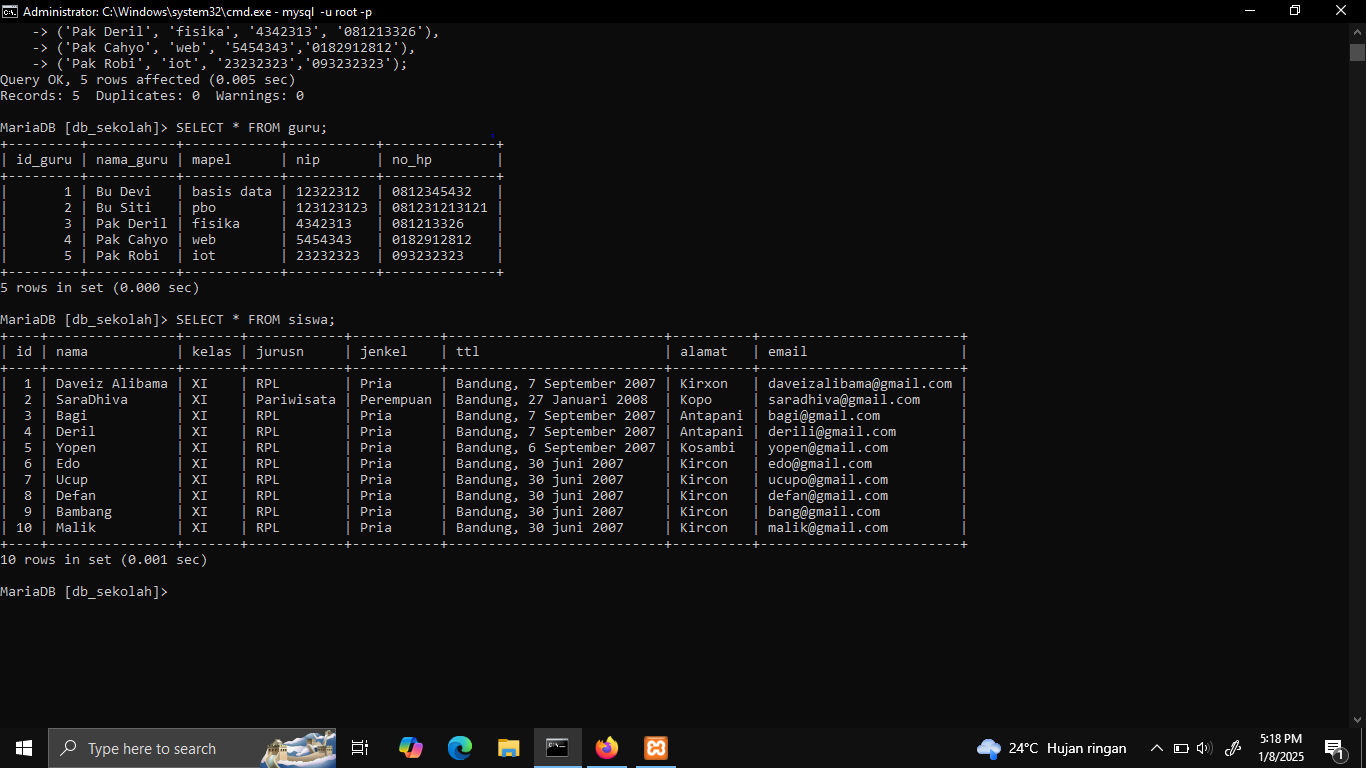 Administrator: C:\Windows\system32\cmd.exe - mysql  -u root -p
    -> ('Pak Deril', 'fisika', '4342313', '081213326'),
    -> ('Pak Cahyo', 'web', '5454343','0182912812'),
    -> ('Pak Robi', 'iot', '23232323','093232323');
Query OK, 5 rows affected (0.005 sec)
Records: 5  Duplicates: 0  Warnings: 0
MariaDB [db_sekolah]> SELECT * FROM guru;
+---------+-----------+------------+-----------+--------------+
| id_guru | nama_guru | mapel      | nip       | no_hp        |
+---------+-----------+------------+-----------+--------------+
|       1 | Bu Devi   | basis data | 12322312  | 0812345432   |
|       2 | Bu Siti   | pbo        | 123123123 | 081231213121 |
|       3 | Pak Deril | fisika     | 4342313   | 081213326    |
|       4 | Pak Cahyo | web        | 5454343   | 0182912812   |
|       5 | Pak Robi  | iot        | 23232323  | 093232323    |
+---------+-----------+------------+-----------+--------------+
5 rows in set (0.000 sec)
MariaDB [db_sekolah]> SELECT * FROM siswa;
+----+----------------+-------+------------+-----------+---------------------------+----------+-------------------------+
| id | nama           | kelas | jurusn     | jenkel    | ttl                       | alamat   | email                   |
+----+----------------+-------+------------+-----------+---------------------------+----------+-------------------------+
|  1 | Daveiz Alibama | XI    | RPL        | Pria      | Bandung, 7 September 2007 | Kirxon   | daveizalibama@gmail.com |
|  2 | SaraDhiva      | XI    | Pariwisata | Perempuan | Bandung, 27 Januari 2008  | Kopo     | saradhiva@gmail.com     |
|  3 | Bagi           | XI    | RPL        | Pria      | Bandung, 7 September 2007 | Antapani | bagi@gmail.com          |
|  4 | Deril          | XI    | RPL        | Pria      | Bandung, 7 September 2007 | Antapani | derili@gmail.com        |
|  5 | Yopen          | XI    | RPL        | Pria      | Bandung, 6 September 2007 | Kosambi  | yopen@gmail.com         |
|  6 | Edo            | XI    | RPL        | Pria      | Bandung, 30 juni 2007     | Kircon   | edo@gmail.com           |
|  7 | Ucup           | XI    | RPL        | Pria      | Bandung, 30 juni 2007     | Kircon   | ucupo@gmail.com         |
|  8 | Defan          | XI    | RPL        | Pria      | Bandung, 30 juni 2007     | Kircon   | defan@gmail.com         |
|  9 | Bambang        | XI    | RPL        | Pria      | Bandung, 30 juni 2007     | Kircon   | bang@gmail.com          |
| 10 | Malik          | XI    | RPL        | Pria      | Bandung, 30 juni 2007     | Kircon   | malik@gmail.com         |
+----+----------------+-------+------------+-----------+---------------------------+----------+-------------------------+
10 rows in set (0.001 sec)
MariaDB [db_sekolah]>
Type here to search
24°C  Hujan ringan
5:18 PM
1/8/2025
1